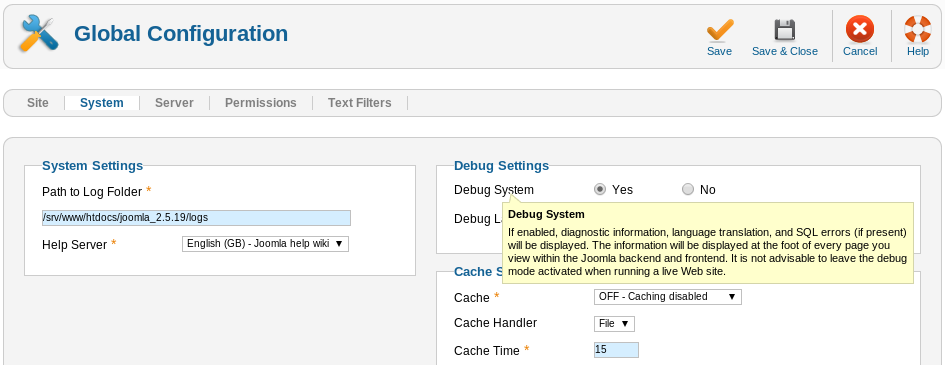 Global Configuration
Save
Save & Close
Cancel
Help
Site
System
Server
Permissions
Text Filters
System Settings
Path to Log Folder *
/srv/www/htdocs/joomla_2.5.19/logs
Help Server *
English (GB) - Joomla help wiki
Debug Settings
Debug System
Yes
No
Debug
Debug System
If enabled, diagnostic information, language translation, and SQL errors (if present)
will be displayed. The information will be displayed at the foot of every page you
view within the Joomla backend and frontend. It is not advisable to leave the debug
mode activated when running a live Web site.
Cache
Cache *
OFF - Caching disabled
Cache Handler
File
Cache Time *
15